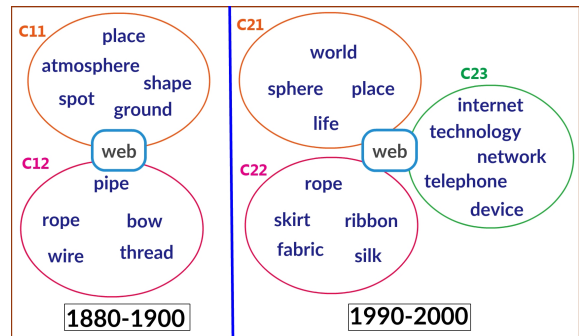 C11
place
atmosphere
shape
spot
ground
web
C12
pipe
rope bow
wire thread
1880-1900
C21
world
sphere place
life
web
C23
internet
technology
network
telephone
device
C22
rope
skirt ribbon
fabric silk
1990-2000